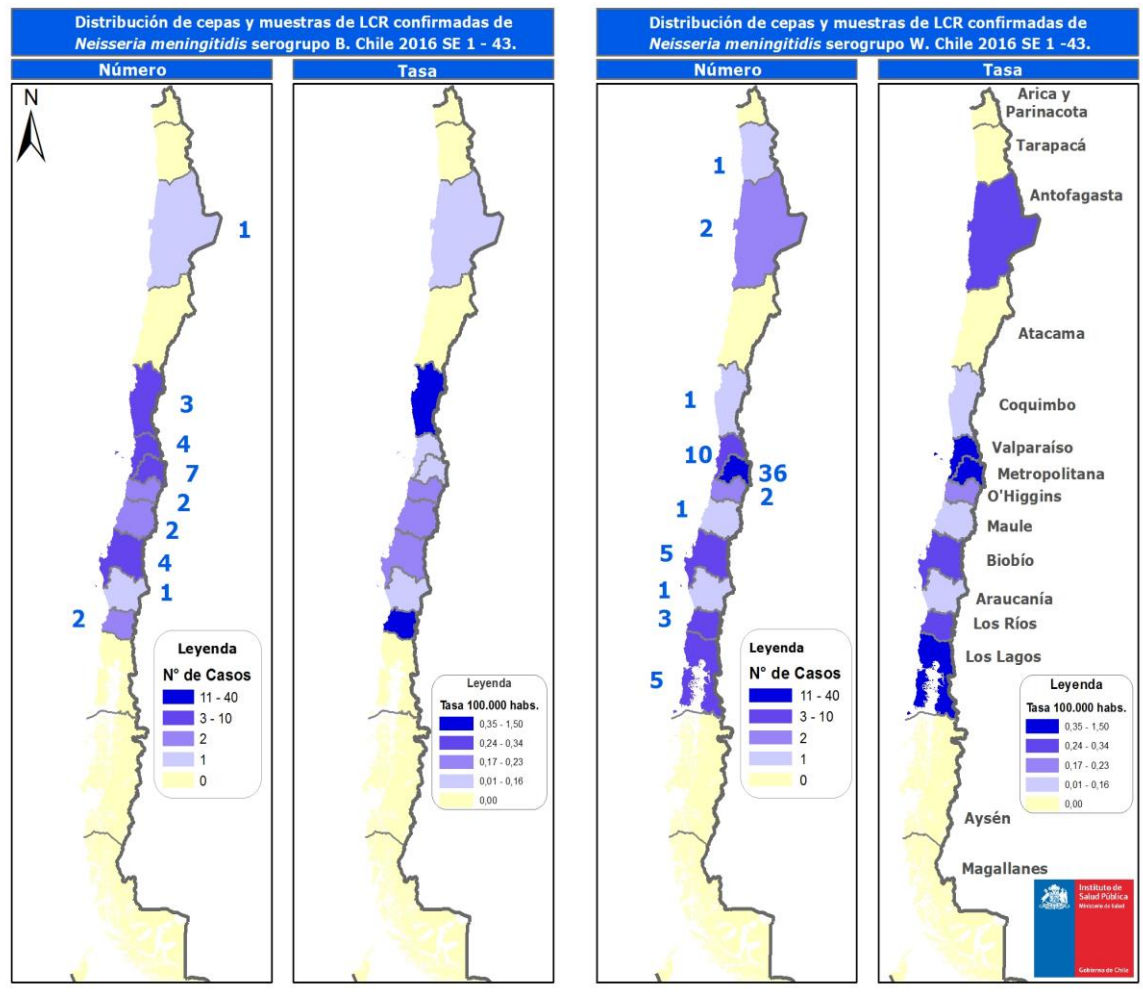 Distribución de cepas y muestras de LCR confirmadas de
Neisseria meningitidis serogrupo B. Chile 2016 SE 1 - 43.
Número
Tasa
N
1
3
4
7
2
2
4
1
2
Leyenda
N° de Casos
11 - 40
3 - 10
2
1
0
Leyenda
Tasa 100.000 habs.
0,35 - 1,50
0,24 - 0,34
0,17 - 0,23
0,01 - 0,16
0,00
Distribución de cepas y muestras de LCR confirmadas de
Neisseria meningitidis serogrupo W. Chile 2016 SE 1 -43.
Número
Tasa
1
2
1
10
36
2
1
5
1
3
5
Leyenda
N° de Casos
11 - 40
3 - 10
2
1
0
Arica y
Parinacota
Tarapacá
Antofagasta
Atacama
Coquimbo
Valparaíso
Metropolitana
O'Higgins
Maule
Biobío
Araucanía
Los Ríos
Los Lagos
Aysén
Magallanes
Leyenda
Tasa 100.000 habs.
0,35 - 1,50
0,24 - 0,34
0,17 - 0,23
0,01 - 0,16
0,00
Instituto de
Salud Pública
Ministerio de Salud
Gobierno de Chile